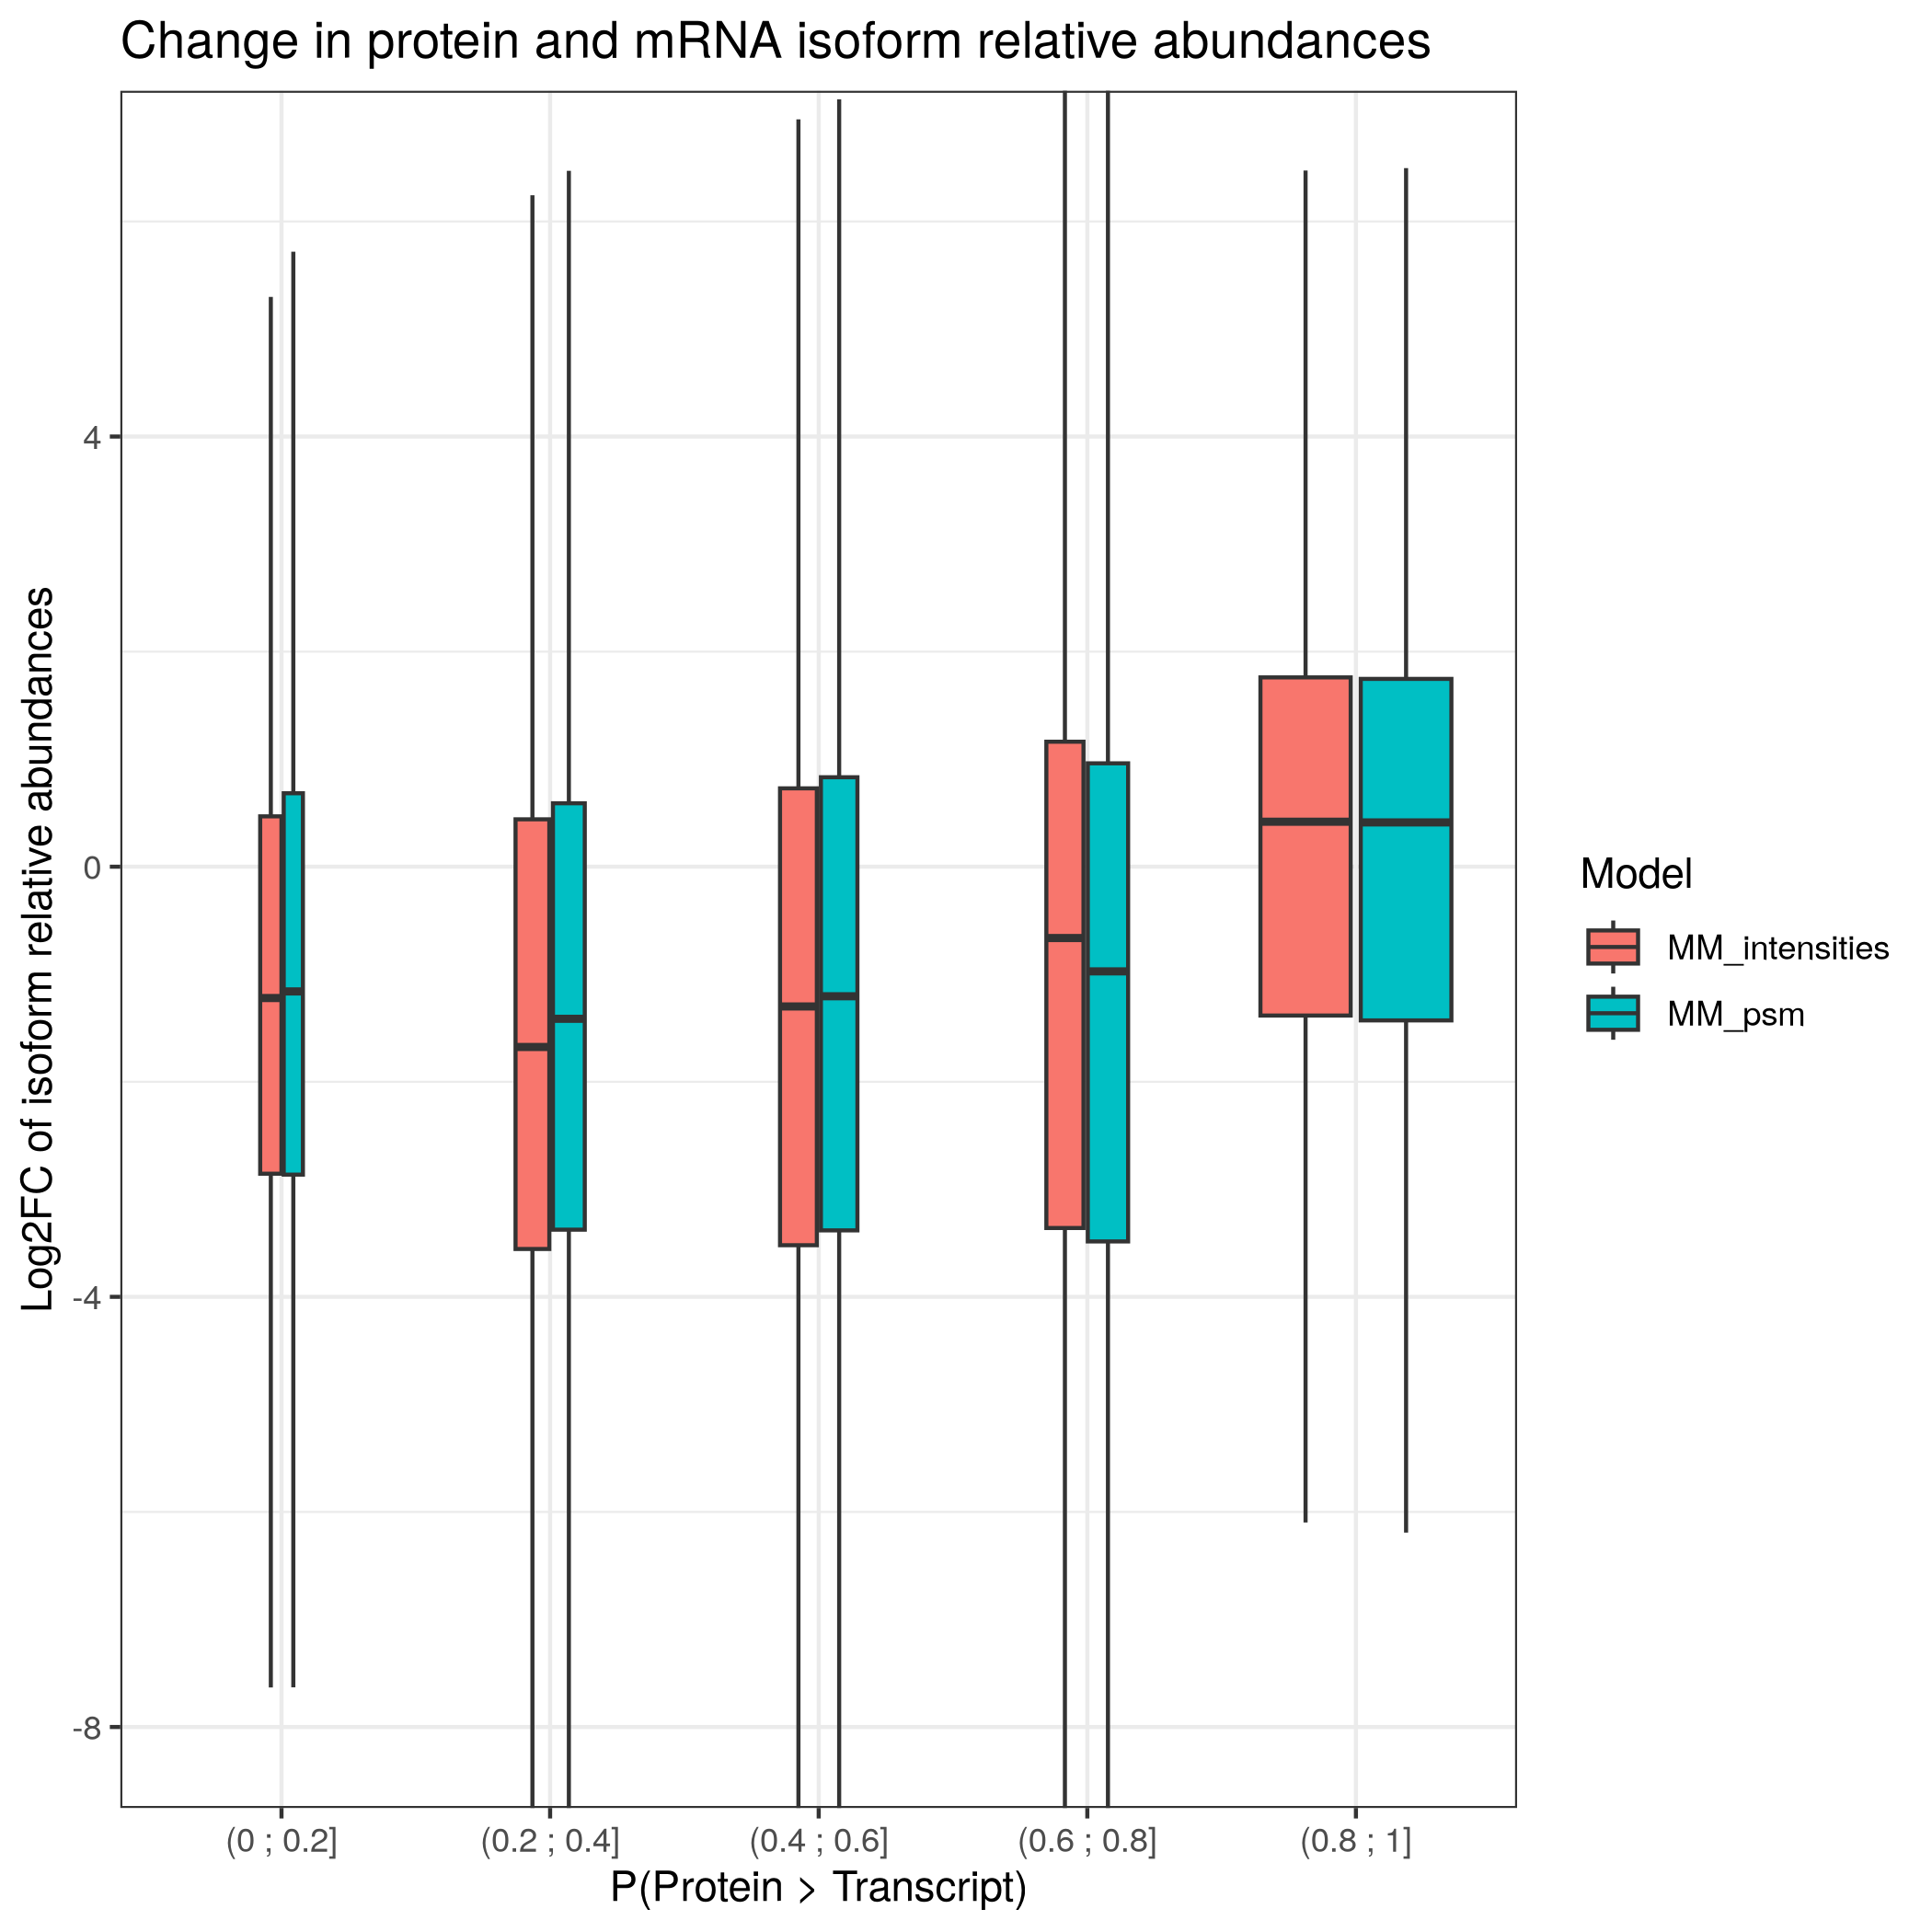 Change in protein and mRNA isoform relative abundances
Log2FC of isoform relative abundances
4
0
-4
-8
(0 ; 0.2]
(0.2 ; 0.4]
(0.4 ; 0.6]
(0.6 ; 0.8]
(0.8 ; 1]
P(Protein > Transcript)
Model
MM_intensities
MM_psm